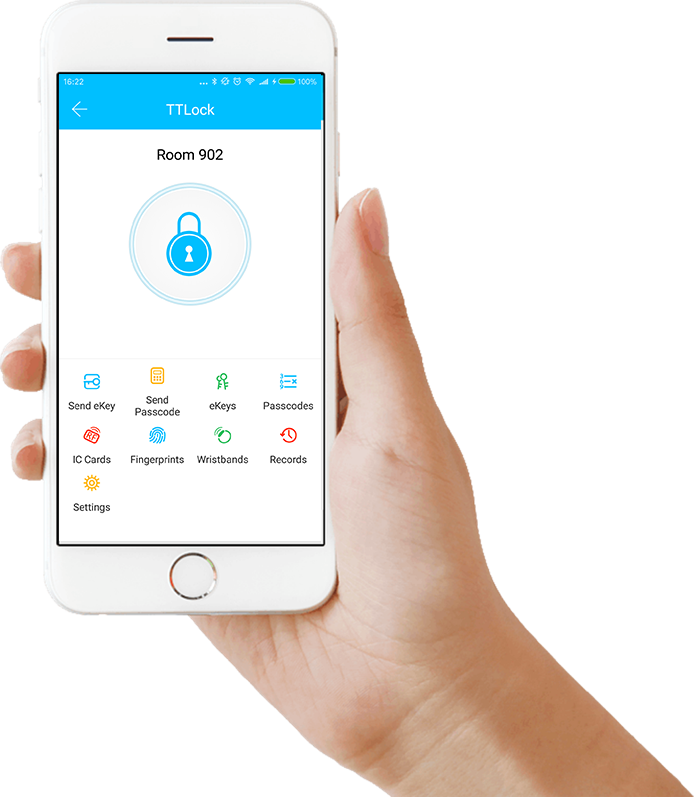 16:22 100%
TTLock
Room 902
Send eKey Send Passcode eKeys Passcodes
IC Cards Fingerprints Wristbands Records
Settings